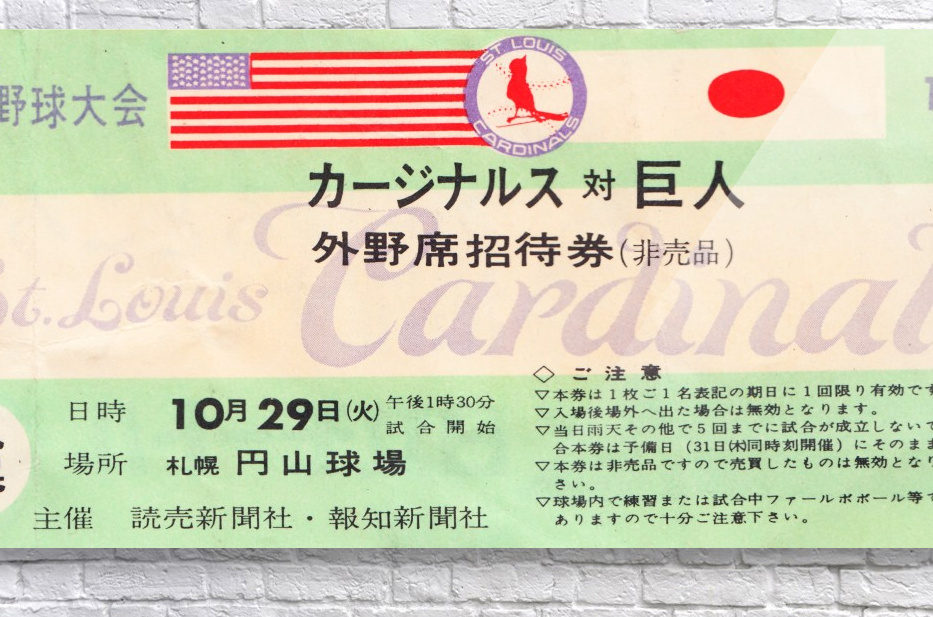 野球大会
ST. LOUIS
CARDINALS
カージナルス 対 巨人
外野席招待券(非売品)
St. Louis Cardinal
日時 10月29日(火) 午後1時30分
試合開始
場所 札幌 円山球場
主催 読売新聞社・報知新聞社
◇ ご注意
▽本券は1枚ご1名表記の期日に1回限り有効です
▽入場後場外へ出た場合は無効となります。
▽当日雨天その他で5回までに試合が成立しないで
合本券は予備日(31日㈭同時刻開催)にそのまま
▽本券は非売品ですので売買したものは無効となり
さい。
▽球場内で練習または試合中ファールボボール等で
ありますので十分ご注意下さい。